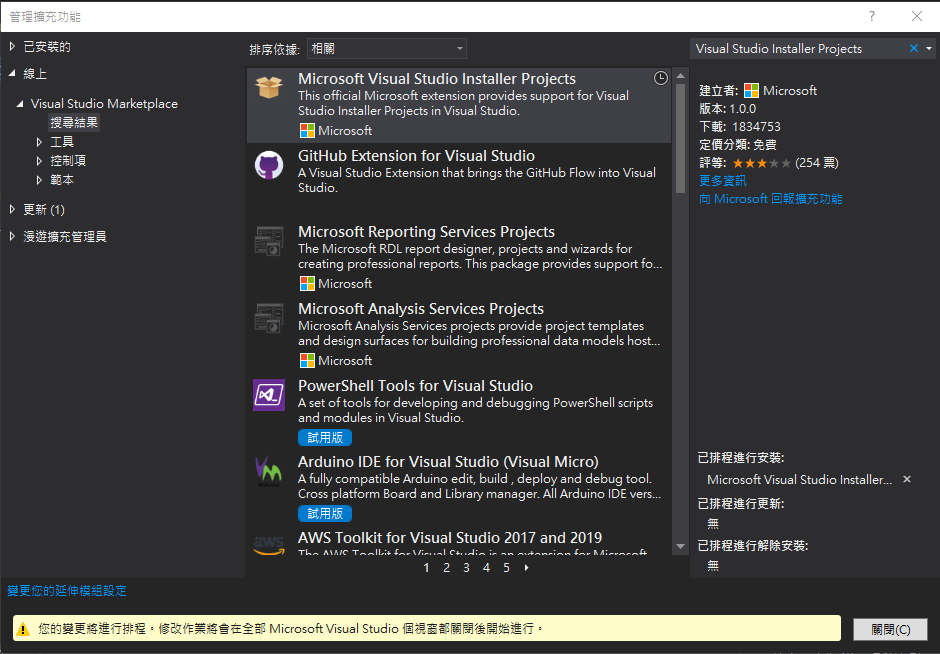 管理擴充功能
?
已安裝的
線上
Visual Studio Marketplace
搜尋結果
工具
控制項
範本
更新 (1)
漫遊擴充管理員
變更您的延伸模組設定
排序依據: 相關
Microsoft Visual Studio Installer Projects
This official Microsoft extension provides support for Visual
Studio Installer Projects in Visual Studio.
Microsoft
GitHub Extension for Visual Studio
A Visual Studio Extension that brings the GitHub Flow into Visual
Studio.
Microsoft Reporting Services Projects
The Microsoft RDL report designer, projects and wizards for
creating professional reports. This package provides support fo...
Microsoft
Microsoft Analysis Services Projects
Microsoft Analysis Services projects provide project templates
and design surfaces for building professional data models host...
Microsoft
PowerShell Tools for Visual Studio
A set of tools for developing and debugging PowerShell scripts
and modules in Visual Studio.
試用版
Arduino IDE for Visual Studio (Visual Micro)
A fully compatible Arduino edit, build , deploy and debug tool.
Cross platform Board and Library manager. All Arduino IDE vers...
試用版
AWS Toolkit for Visual Studio 2017 and 2019
The AWS Toolkit for Visual Studio is an extension for Microsoft
1 2 3 4 5
Visual Studio Installer Projects
建立者: Microsoft
版本: 1.0.0
下載: 1834753
定價分類: 免費
評等: ★★★★★ (254 票)
更多資訊
向 Microsoft 回報擴充功能
已排程進行安裝:
Microsoft Visual Studio Installer...
已排程進行更新:
無
已排程進行解除安裝:
無
您的變更將進行排程。修改作業將會在全部 Microsoft Visual Studio 個視窗都關閉後開始進行。
關閉(C)